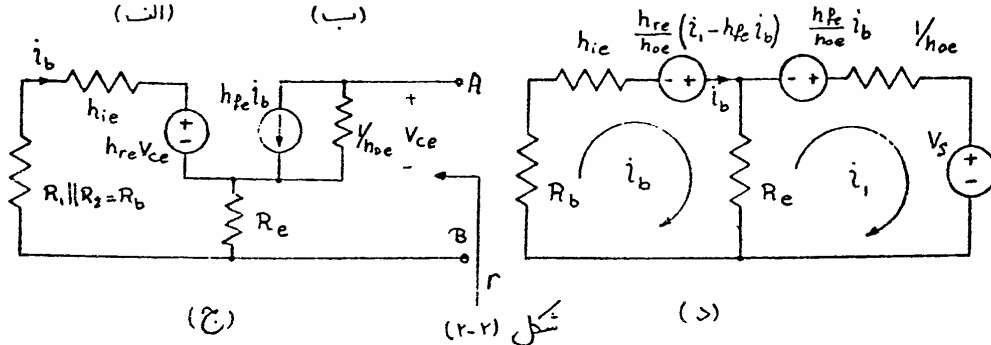 (الف)
(ب)
i_b
h_ie
h_re V_ce
h_fe i_b
1/h_oe
+
V_ce
-
A
R_1 || R_2 = R_b
R_e
B
r
(ج)
h_ie
h_re/h_oe (i_1 - h_fe i_b)
h_fe/h_oe i_b
1/h_oe
i_b
R_b
i_b
R_e
i_1
V_s
(د)
شکل (۲-۲)